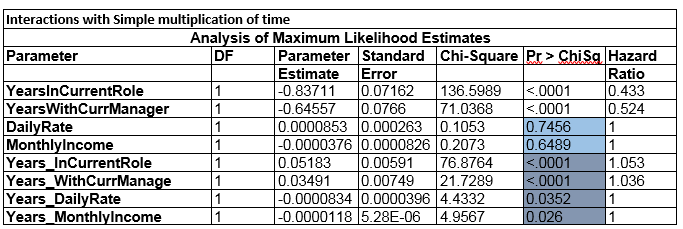 Interactions with Simple multiplication of time
Analysis of Maximum Likelihood Estimates
Parameter DF Parameter Standard Chi-Square Pr > ChiSq Hazard
Estimate Error Ratio
YearsInCurrentRole 1 -0.83711 0.07162 136.5989 <.0001 0.433
YearsWithCurrManager 1 -0.64557 0.0766 71.0368 <.0001 0.524
DailyRate 1 0.0000853 0.000263 0.1053 0.7456 1
MonthlyIncome 1 -0.0000376 0.0000826 0.2073 0.6489 1
Years_InCurrentRole 1 0.05183 0.00591 76.8764 <.0001 1.053
Years_WithCurrManage 1 0.03491 0.00749 21.7289 <.0001 1.036
Years_DailyRate 1 -0.0000834 0.0000396 4.4332 0.0352 1
Years_MonthlyIncome 1 -0.0000118 5.28E-06 4.9567 0.026 1